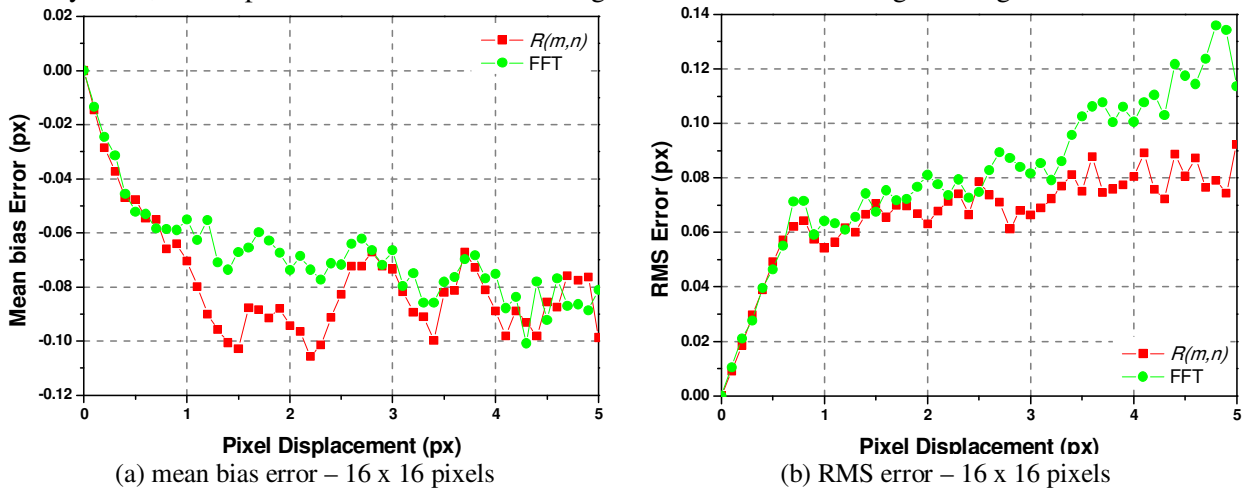 0.02
0.00
-0.02
-0.04
-0.06
-0.08
-0.10
-0.12
0
1
2
3
4
5
Mean bias Error (px)
Pixel Displacement (px)
R(m,n)
FFT
(a) mean bias error – 16 x 16 pixels
0.14
0.12
0.10
0.08
0.06
0.04
0.02
0.00
0
1
2
3
4
5
RMS Error (px)
Pixel Displacement (px)
R(m,n)
FFT
(b) RMS error – 16 x 16 pixels